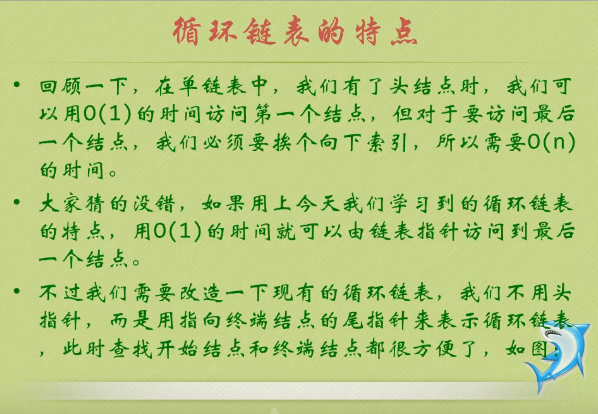 循环链表的特点
• 回顾一下，在单链表中，我们有了头结点时，我们可
以用O(1)的时间访问第一个结点，但对于要访问最后
一个结点，我们必须要挨个向下索引，所以需要O(n)
的时间。
• 大家猜的没错，如果用上今天我们学习到的循环链表
的特点，用O(1)的时间就可以由链表指针访问到最后
一个结点。
• 不过我们需要改造一下现有的循环链表，我们不用头
指针，而是用指向终端结点的尾指针来表示循环链表
，此时查找开始结点和终端结点都很方便了，如图：